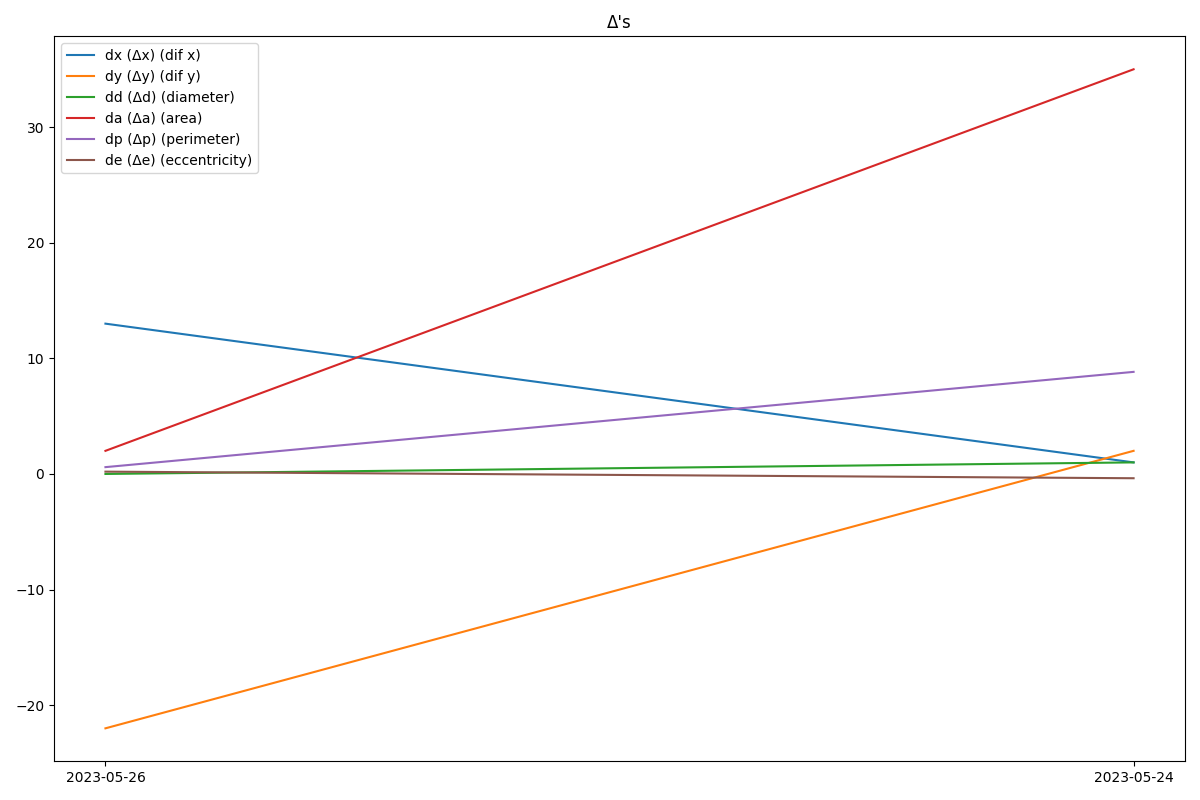 Δ's
dx (Δx) (dif x)
dy (Δy) (dif y)
dd (Δd) (diameter)
da (Δa) (area)
dp (Δp) (perimeter)
de (Δe) (eccentricity)
30
20
10
0
−10
−20
2023-05-26
2023-05-24